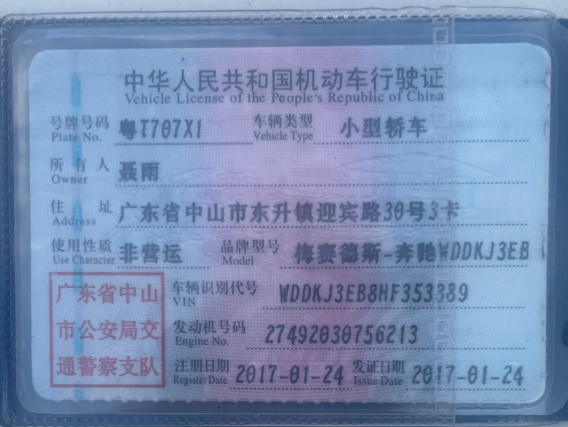 中华人民共和国机动车行驶证
Vehicle License of the People's Republic of China
号牌号码 粤T707X1 车辆类型 小型轿车
Plate No. Vehicle Type
所有人 聂雨
Owner
住址 广东省中山市东升镇迎宾路30号3卡
Address
使用性质 非营运 品牌型号 梅赛德斯-奔驰WDDKJ3EB
Use Character Model
广东省中山
市公安局交
通警察支队
车辆识别代号 WDDKJ3EB8HF353389
VIN
发动机号码 27492030756213
Engine No.
注册日期 2017-01-24 发证日期 2017-01-24
Register Date Issue Date